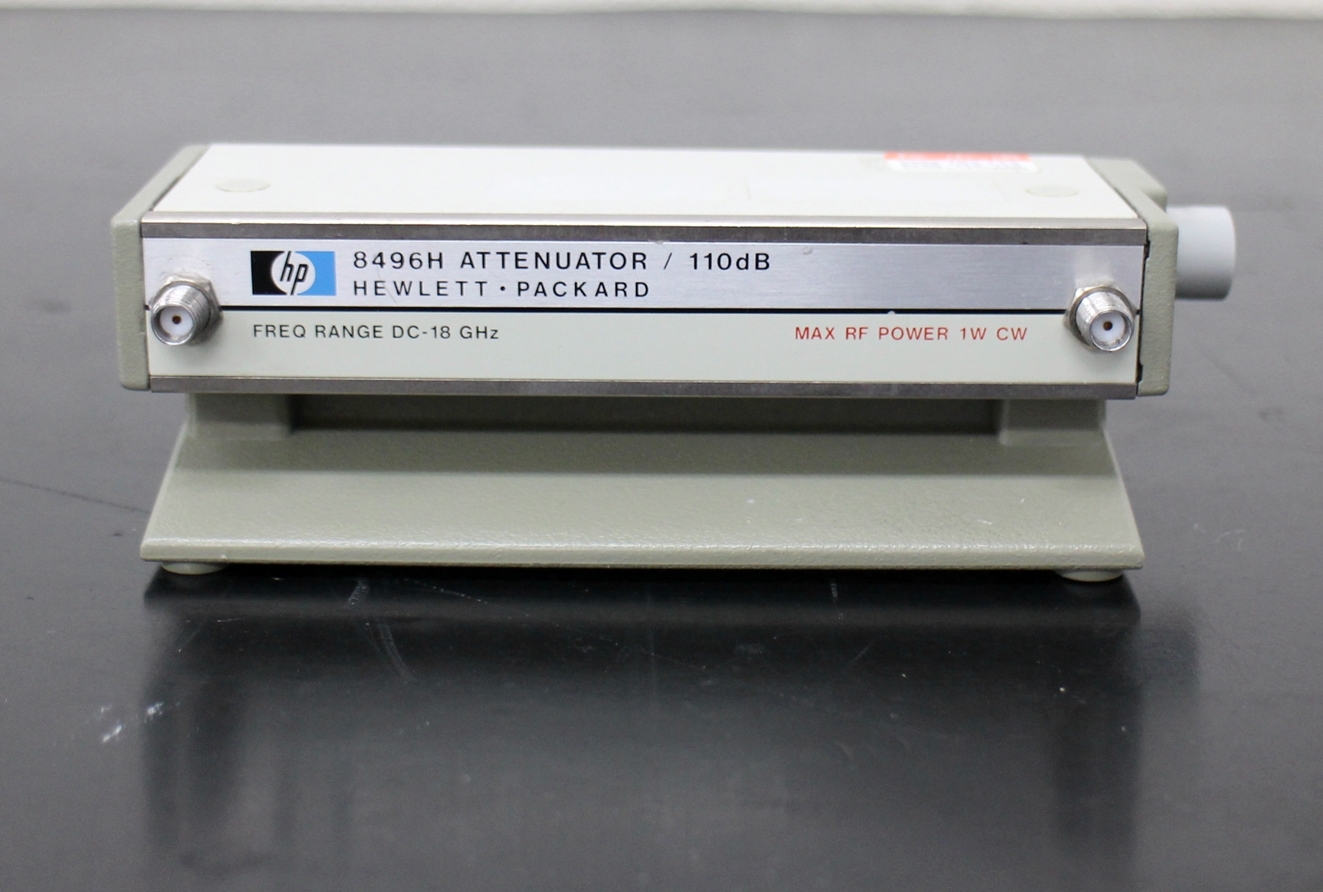 hp
8496H ATTENUATOR / 110dB
HEWLETT · PACKARD
FREQ RANGE DC-18 GHz
MAX RF POWER 1W CW